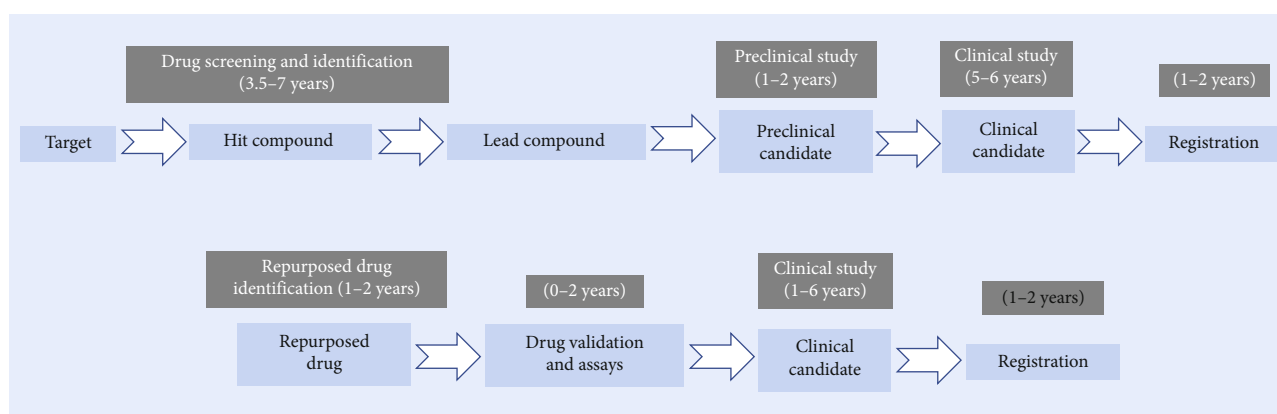 Drug screening and identification
(3.5–7 years)
Preclinical study
(1–2 years)
Clinical study
(5–6 years)
(1–2 years)
Target
Hit compound
Lead compound
Preclinical
candidate
Clinical
candidate
Registration
Repurposed drug
identification (1–2 years)
(0–2 years)
Clinical study
(1–6 years)
(1–2 years)
Repurposed
drug
Drug validation
and assays
Clinical
candidate
Registration